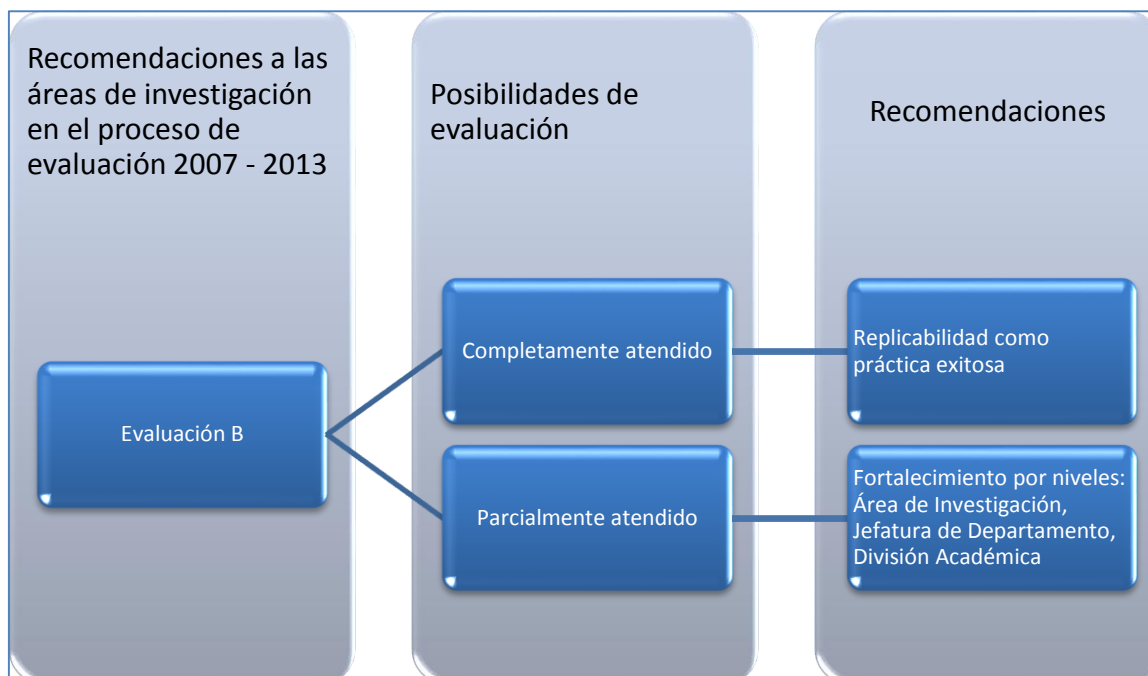 Recomendaciones a las
áreas de investigación
en el proceso de
evaluación 2007 - 2013
Posibilidades de
evaluación
Recomendaciones
Evaluación B
Completamente atendido
Parcialmente atendido
Replicabilidad como
práctica exitosa
Fortalecimiento por niveles:
Área de Investigación,
Jefatura de Departamento,
División Académica